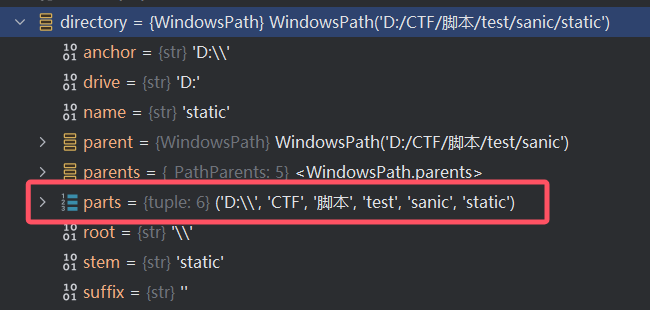 directory = {WindowsPath} WindowsPath('D:/CTF/脚本/test/sanic/static')
anchor = {str} 'D:\\'
drive = {str} 'D:'
name = {str} 'static'
parent = {WindowsPath} WindowsPath('D:/CTF/脚本/test/sanic')
parents = {_PathParents: 5} <WindowsPath.parents>
parts = {tuple: 6} ('D:\\', 'CTF', '脚本', 'test', 'sanic', 'static')
root = {str} '\\'
stem = {str} 'static'
suffix = {str} ''